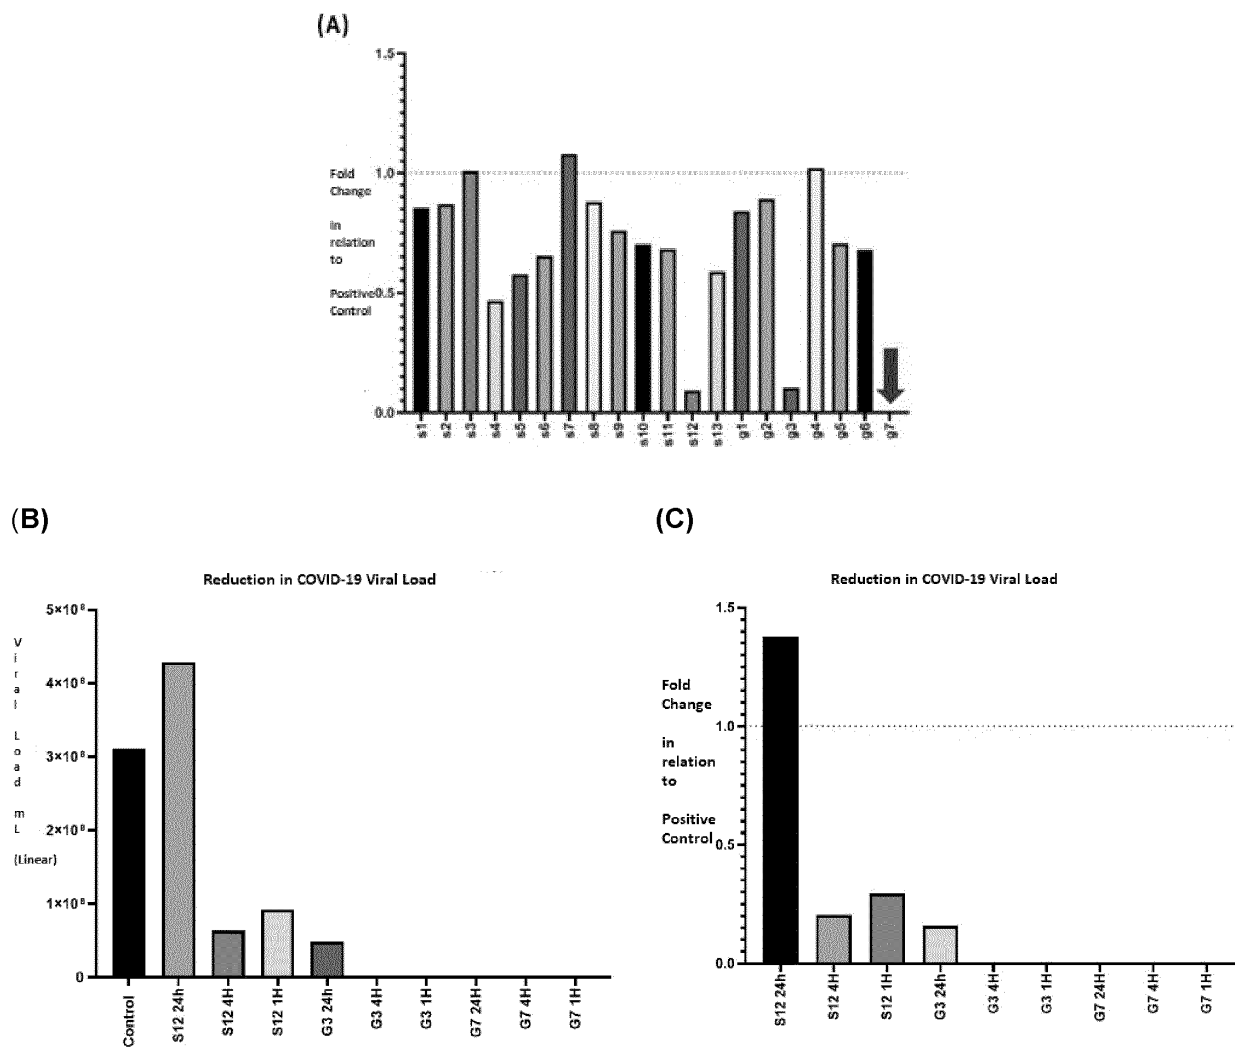 (A)
1.5
1.0
0.5
0.0
Fold
Change
in
relation
to
Positive
Control
s1
s2
s3
s4
s5
s6
s7
s8
s9
s10
s11
s12
s13
g1
g2
g3
g4
g5
g6
g7
(B)
Reduction in COVID-19 Viral Load
5×10⁸
4×10⁸
3×10⁸
2×10⁸
1×10⁸
0
Viral
Load
mL
(Linear)
Control
S12 24h
S12 4H
S12 1H
G3 24h
G3 4H
G3 1H
G7 24H
G7 4H
G7 1H
(C)
Reduction in COVID-19 Viral Load
1.5
1.0
0.5
0.0
Fold
Change
in
relation
to
Positive
Control
S12 24h
S12 4H
S12 1H
G3 24h
G3 4H
G3 1H
G7 24H
G7 4H
G7 1H